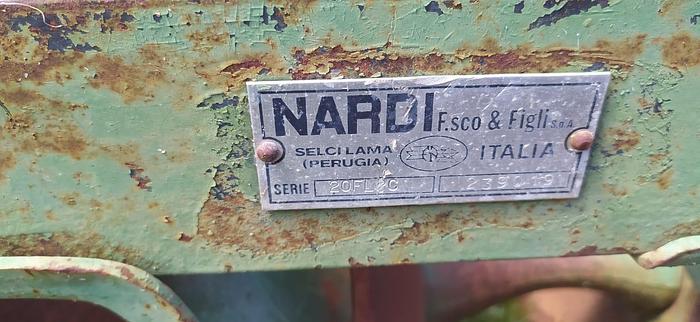 NARDI F.sco & Figli S.p.A.
SELCI LAMA (PERUGIA) N ITALIA
SERIE